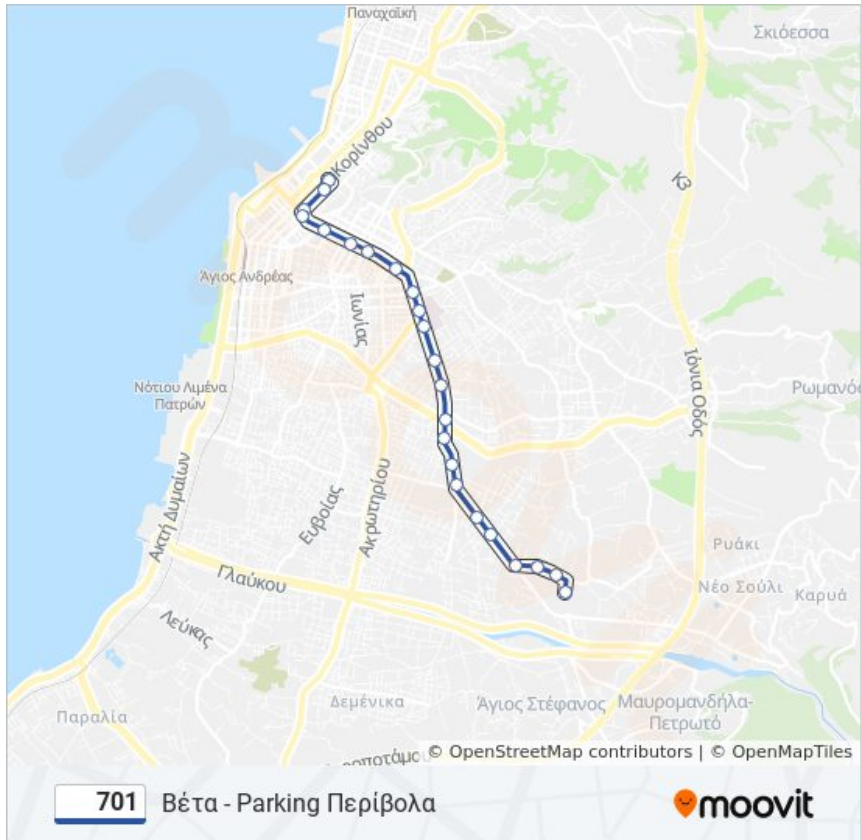 Παναχαϊκή
Σκιόεσσα
Κορίνθου
K3
Άγιος Ανδρέας
Ιωνίας
Ιόνια Οδός
Νότιου Λιμένα
Πατρών
Ρωμανός
Ακτή Δυμαίων
Ευβοίας
Ακρωτηρίου
Γλαύκου
Λεύκας
Ρυάκι
Νέο Σούλι
Καρυά
Παραλία
Δεμένικα
Άγιος Στέφανος
Μαυρομανδήλα-
Πετρωτό
© OpenStreetMap contributors | © OpenMapTiles
701 Βέτα - Parking Περίβολα
moovit